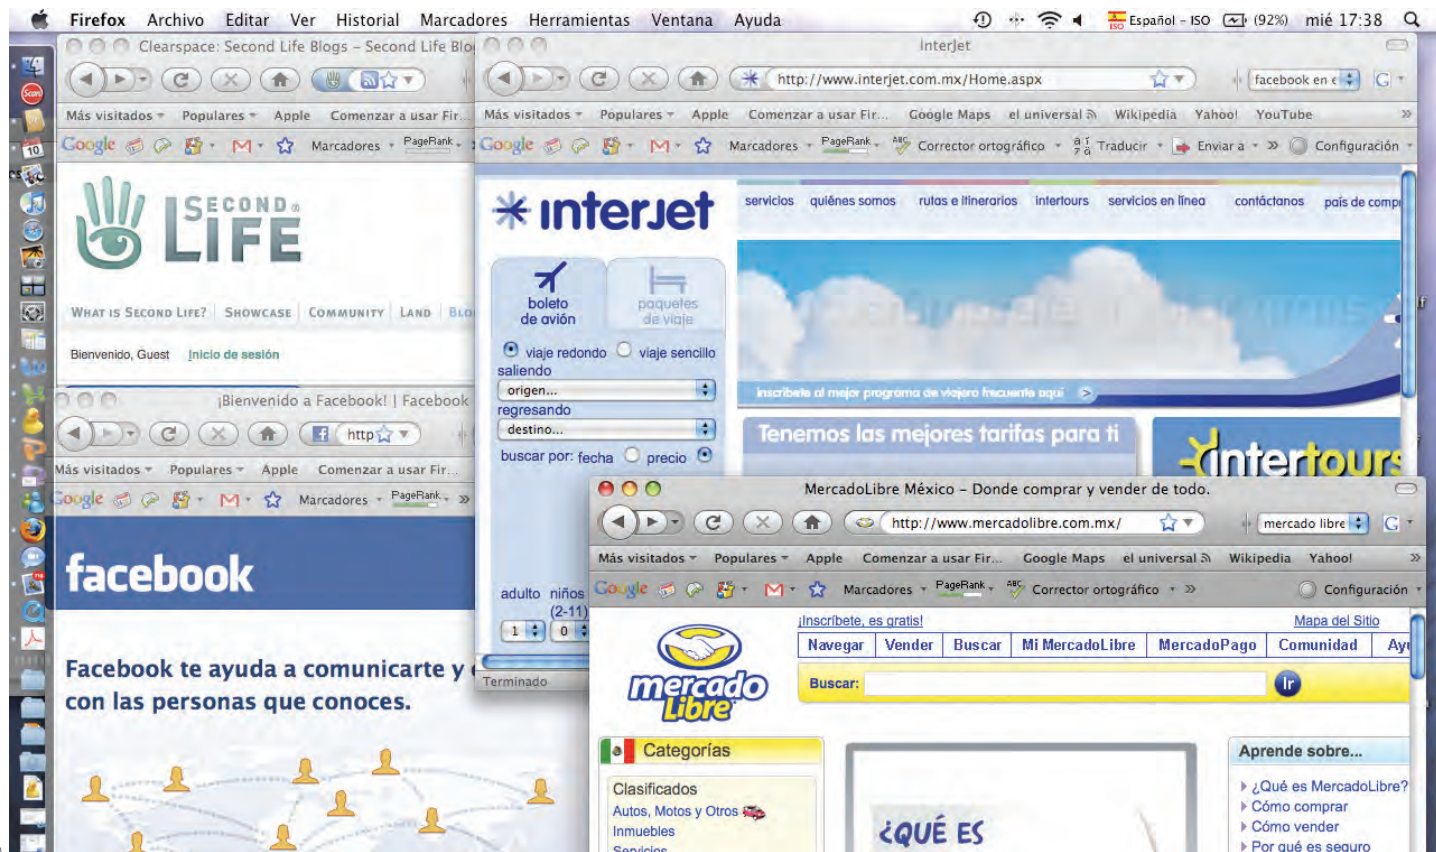 Firefox Archivo Editar Ver Historial Marcadores Herramientas Ventana Ayuda
ISO Español - ISO (92%) mié 17:38
Clearspace: Second Life Blogs – Second Life Blo
Más visitados Populares Apple Comenzar a usar Fir...
Google Marcadores PageRank
SECOND
LIFE
WHAT IS SECOND LIFE? SHOWCASE COMMUNITY LAND BLO
Bienvenido, Guest Inicio de sesión
InterJet
http://www.interjet.com.mx/Home.aspx facebook en e G
Más visitados Populares Apple Comenzar a usar Fir... Google Maps el universal Wikipedia Yahoo! YouTube »
Google Marcadores PageRank ABC Corrector ortográfico Traducir Enviar a » Configuración
interjet
servicios quiénes somos rutas e itinerarios intertours servicios en línea contáctanos país de compr
boleto
de avión
paquetes
de viaje
viaje redondo viaje sencillo
saliendo
origen...
regresando
destino...
buscar por: fecha precio
inscríbete al mejor programa de viajero frecuente aquí >
Tenemos las mejores tarifas para ti
intertours
adulto niños
(2-11)
1 0
Terminado
¡Bienvenido a Facebook! | Facebook
http
Más visitados Populares Apple Comenzar a usar Fir...
Google Marcadores PageRank »
facebook
Facebook te ayuda a comunicarte y
con las personas que conoces.
MercadoLibre México – Donde comprar y vender de todo.
http://www.mercadolibre.com.mx/ mercado libre G
Más visitados Populares Apple Comenzar a usar Fir... Google Maps el universal Wikipedia Yahoo! »
Google Marcadores PageRank ABC Corrector ortográfico » Configuración
¡Inscríbete, es gratis! Mapa del Sitio
Navegar Vender Buscar Mi MercadoLibre MercadoPago Comunidad Ayu
mercado
Libre
Buscar: Ir
Categorías
Clasificados
Autos, Motos y Otros
Inmuebles
Servicios
¿QUÉ ES
Aprende sobre...
¿Qué es MercadoLibre?
Cómo comprar
Cómo vender
Por qué es seguro